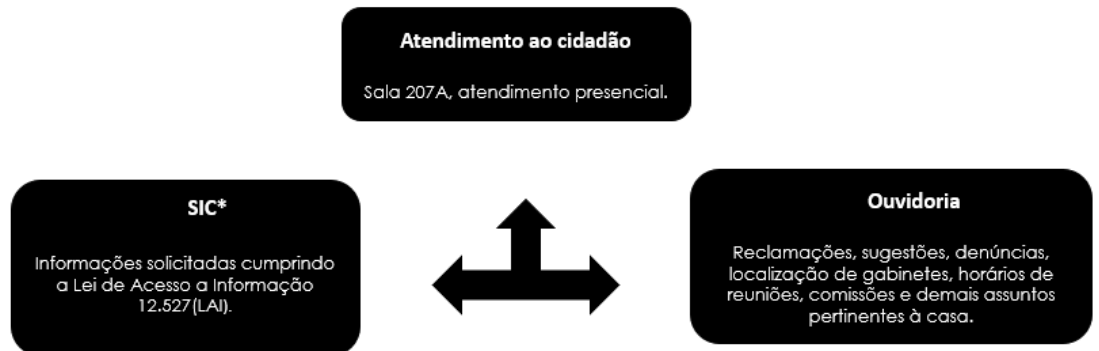 Atendimento ao cidadão
Sala 207A, atendimento presencial.
SIC*
Informações solicitadas cumprindo
a Lei de Acesso a Informação
12.527(LAI).
Ouvidoria
Reclamações, sugestões, denúncias,
localização de gabinetes, horários de
reuniões, comissões e demais assuntos
pertinentes à casa.